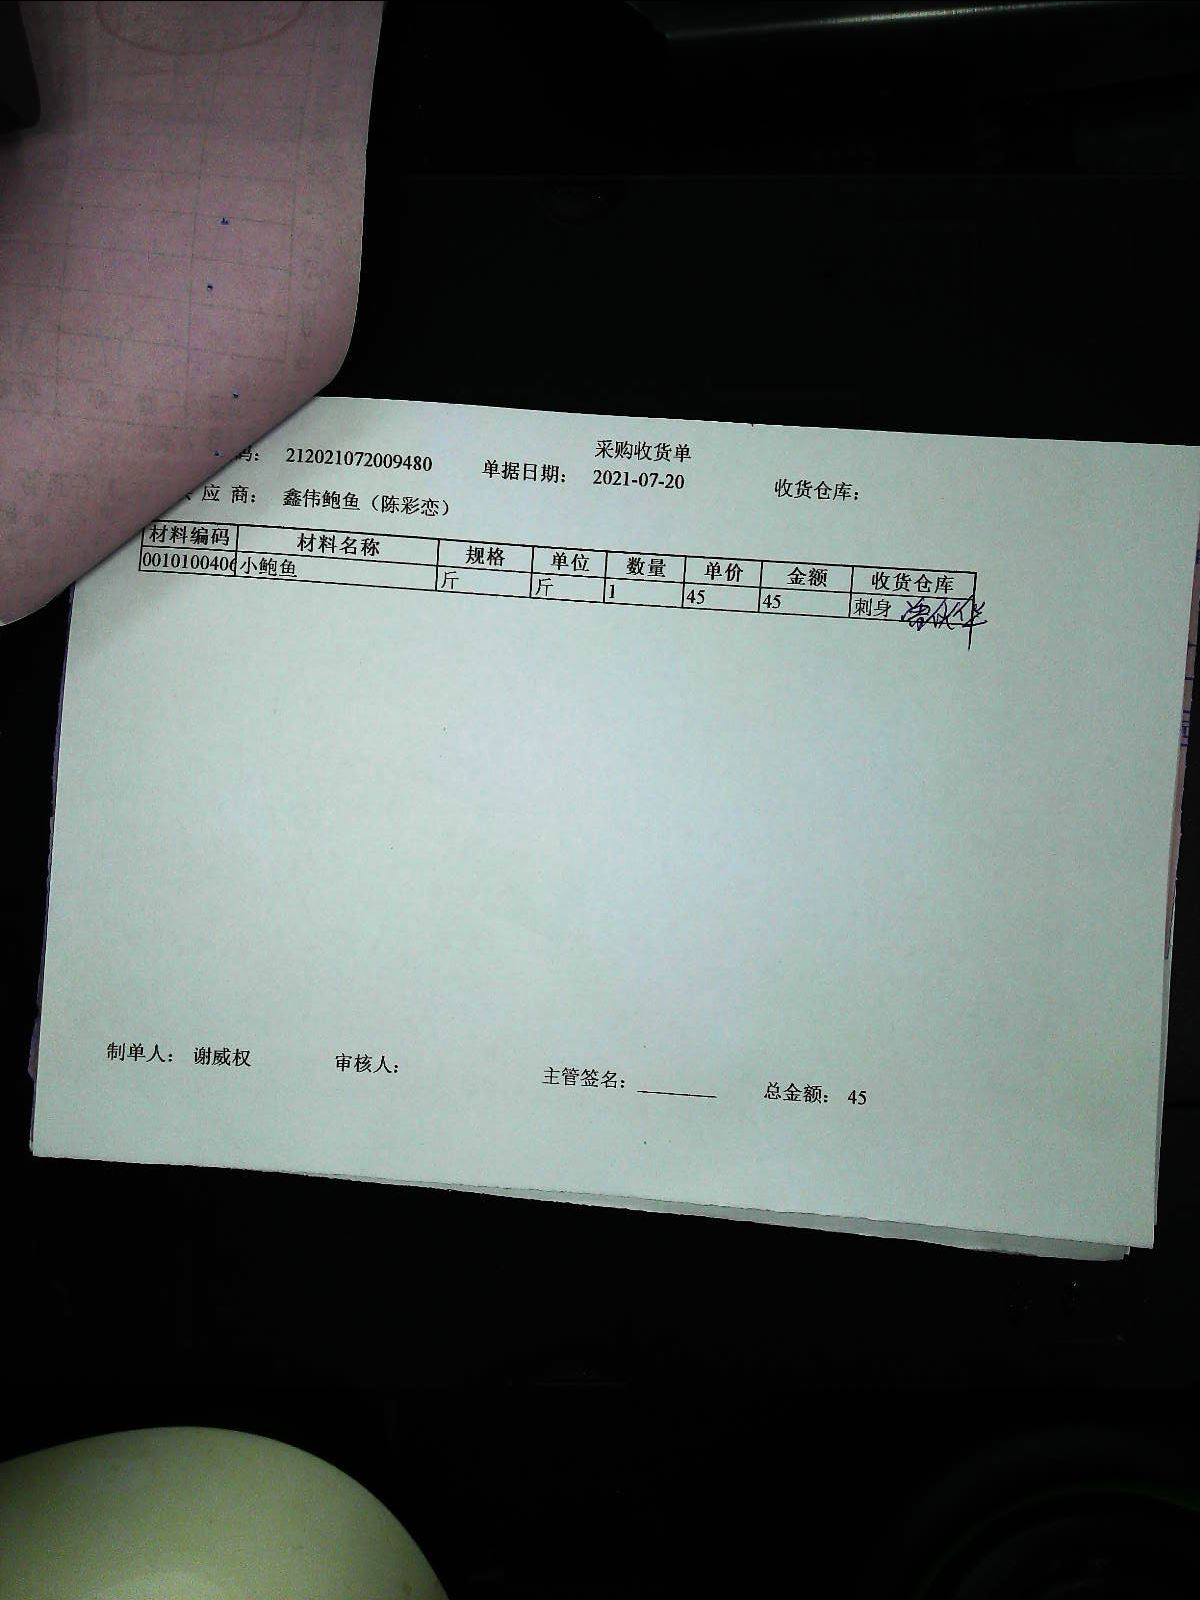 采购收货单
码： 212021072009480 单据日期： 2021-07-20 收货仓库：
应 商： 鑫伟鲍鱼（陈彩恋）
材料编码 材料名称 规格 单位 数量 单价 金额 收货仓库
0010100406 小鲍鱼 斤 斤 1 45 45 刺身
制单人： 谢威权 审核人： 主管签名： 总金额： 45